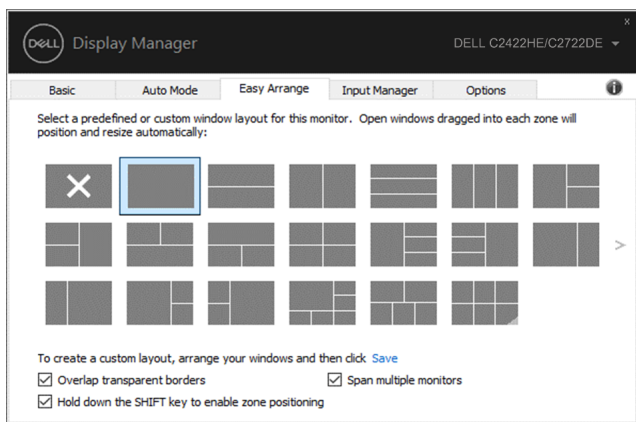 x
DELL Display Manager DELL C2422HE/C2722DE
Basic Auto Mode Easy Arrange Input Manager Options
Select a predefined or custom window layout for this monitor. Open windows dragged into each zone will
position and resize automatically:
>
To create a custom layout, arrange your windows and then click Save
Overlap transparent borders Span multiple monitors
Hold down the SHIFT key to enable zone positioning